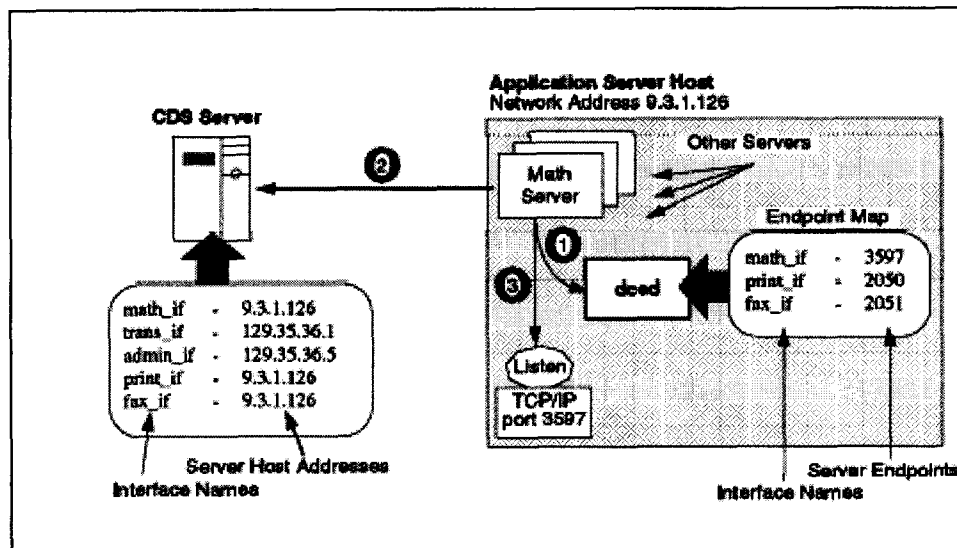 Application Server Host
Network Address 9.3.1.126
CDS Server
2
Math
Server
Other Servers
Endpoint Map
1
3
dced
math_if - 3597
print_if - 2050
fax_if - 2051
math_if - 9.3.1.126
trans_if - 129.35.36.1
admin_if - 129.35.36.5
print_if - 9.3.1.126
fax_if - 9.3.1.126
Listen
TCP/IP
port 3597
Server Host Addresses
Interface Names
Server Endpoints
Interface Names